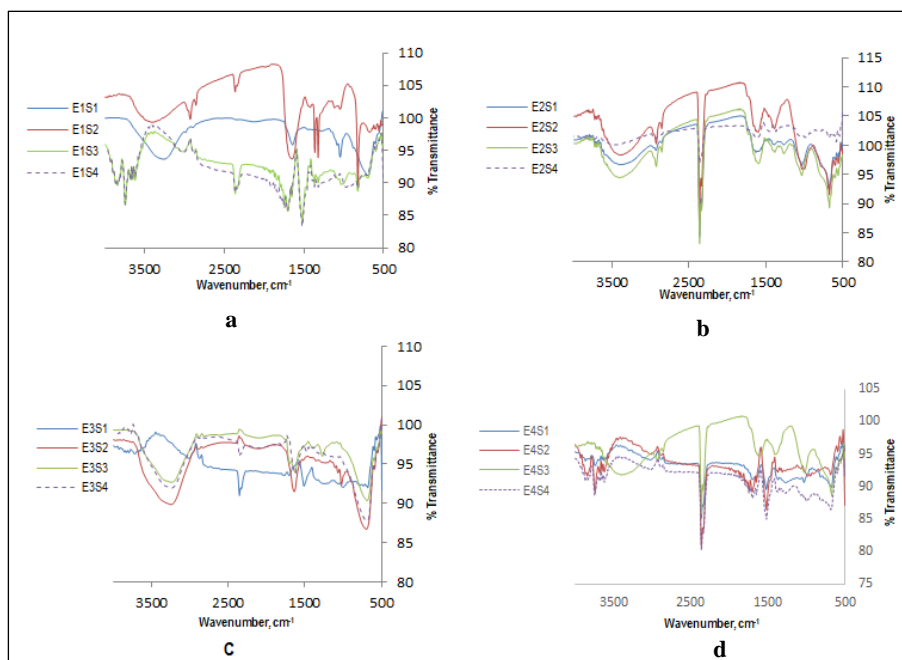 110
105
100
95
90
85
80
% Transmittance
E1S1
E1S2
E1S3
E1S4
3500 2500 1500 500
Wavenumber, cm-1
a
115
110
105
100
95
90
85
80
% Transmittance
E2S1
E2S2
E2S3
E2S4
3500 2500 1500 500
Wavenumber, cm-1
b
110
105
100
95
90
85
80
% Transmittance
E3S1
E3S2
E3S3
E3S4
3500 2500 1500 500
Wavenumber, cm-1
c
105
100
95
90
85
80
75
% Transmittance
E4S1
E4S2
E4S3
E4S4
3500 2500 1500 500
Wavenumber, cm-1
d